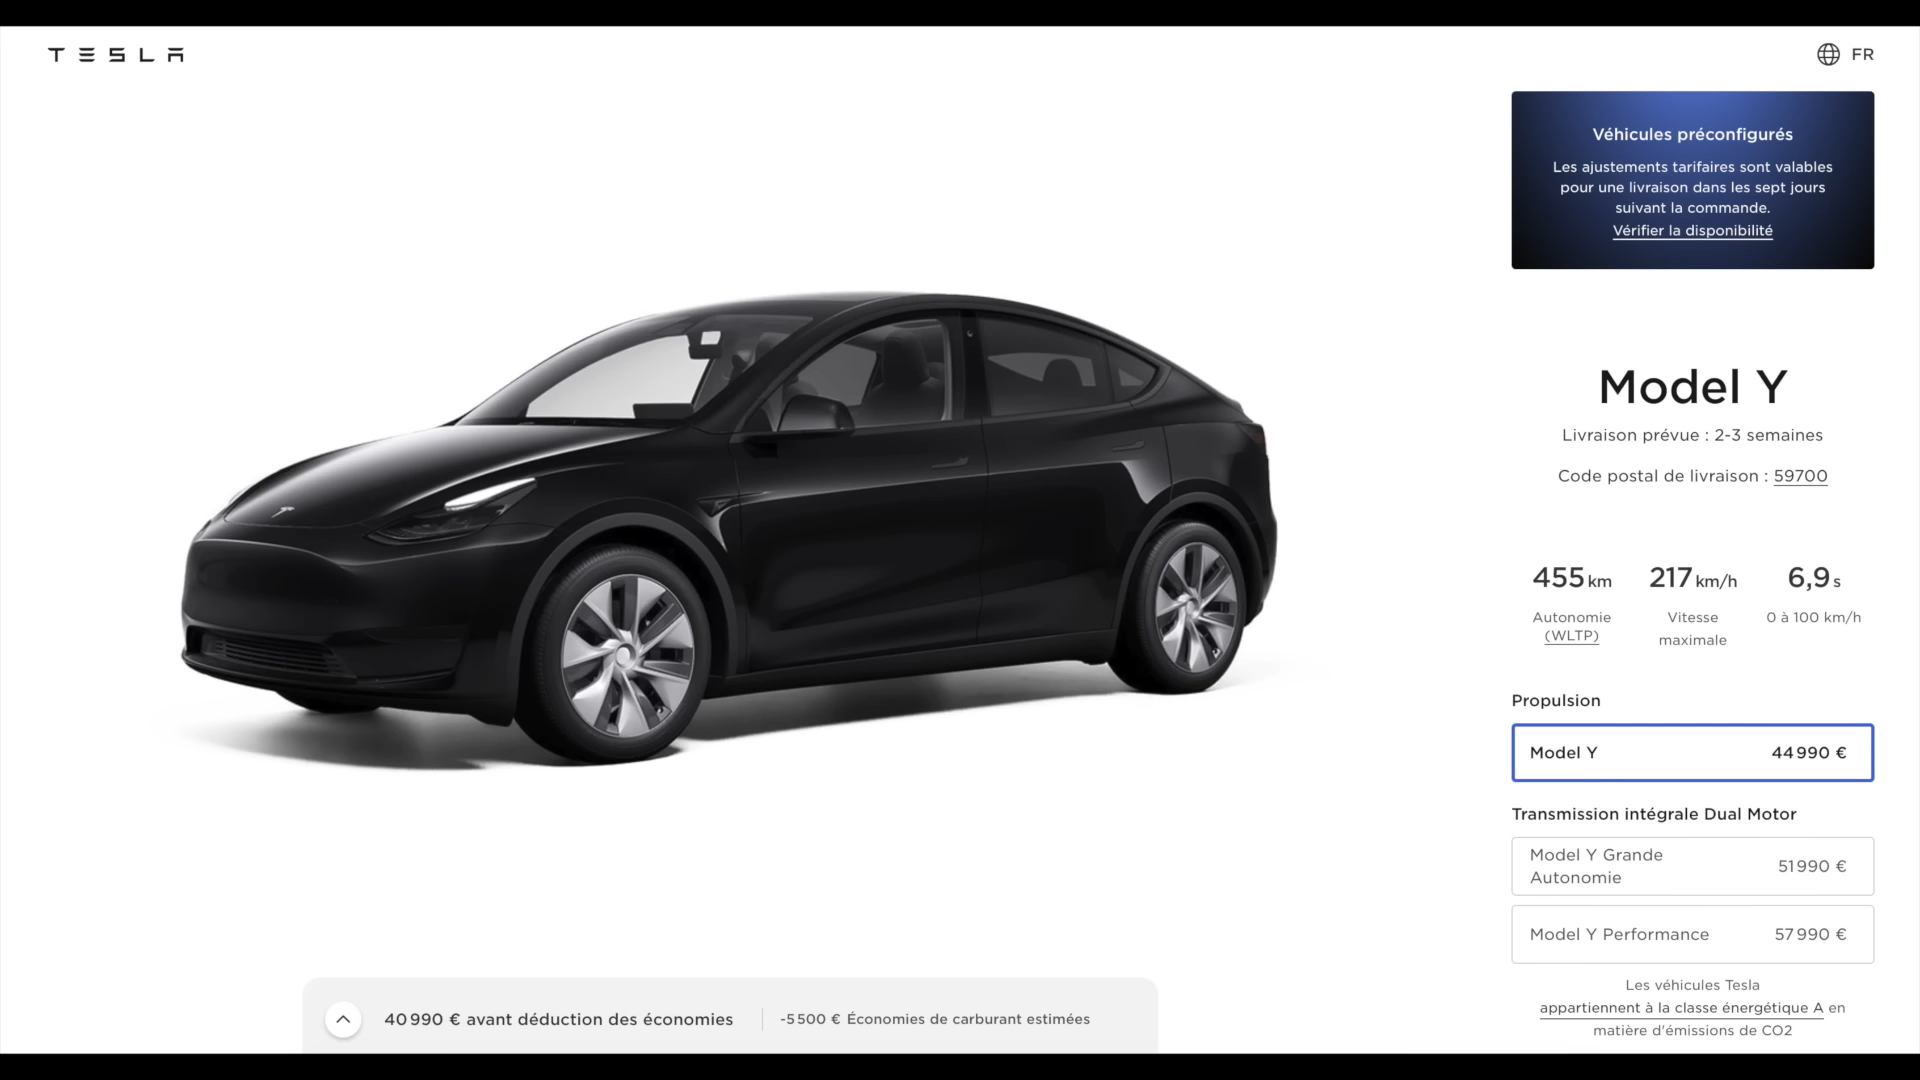 TESLA
FR
Véhicules préconfigurés
Les ajustements tarifaires sont valables
pour une livraison dans les sept jours
suivant la commande.
Vérifier la disponibilité
Model Y
Livraison prévue : 2-3 semaines
Code postal de livraison : 59700
455 km
217 km/h
6,9 s
Autonomie
(WLTP)
Vitesse
maximale
0 à 100 km/h
Propulsion
Model Y 44 990 €
Transmission intégrale Dual Motor
Model Y Grande
Autonomie
51 990 €
Model Y Performance 57 990 €
Les véhicules Tesla
appartiennent à la classe énergétique A en
matière d'émissions de CO2
40 990 € avant déduction des économies
-5 500 € Économies de carburant estimées